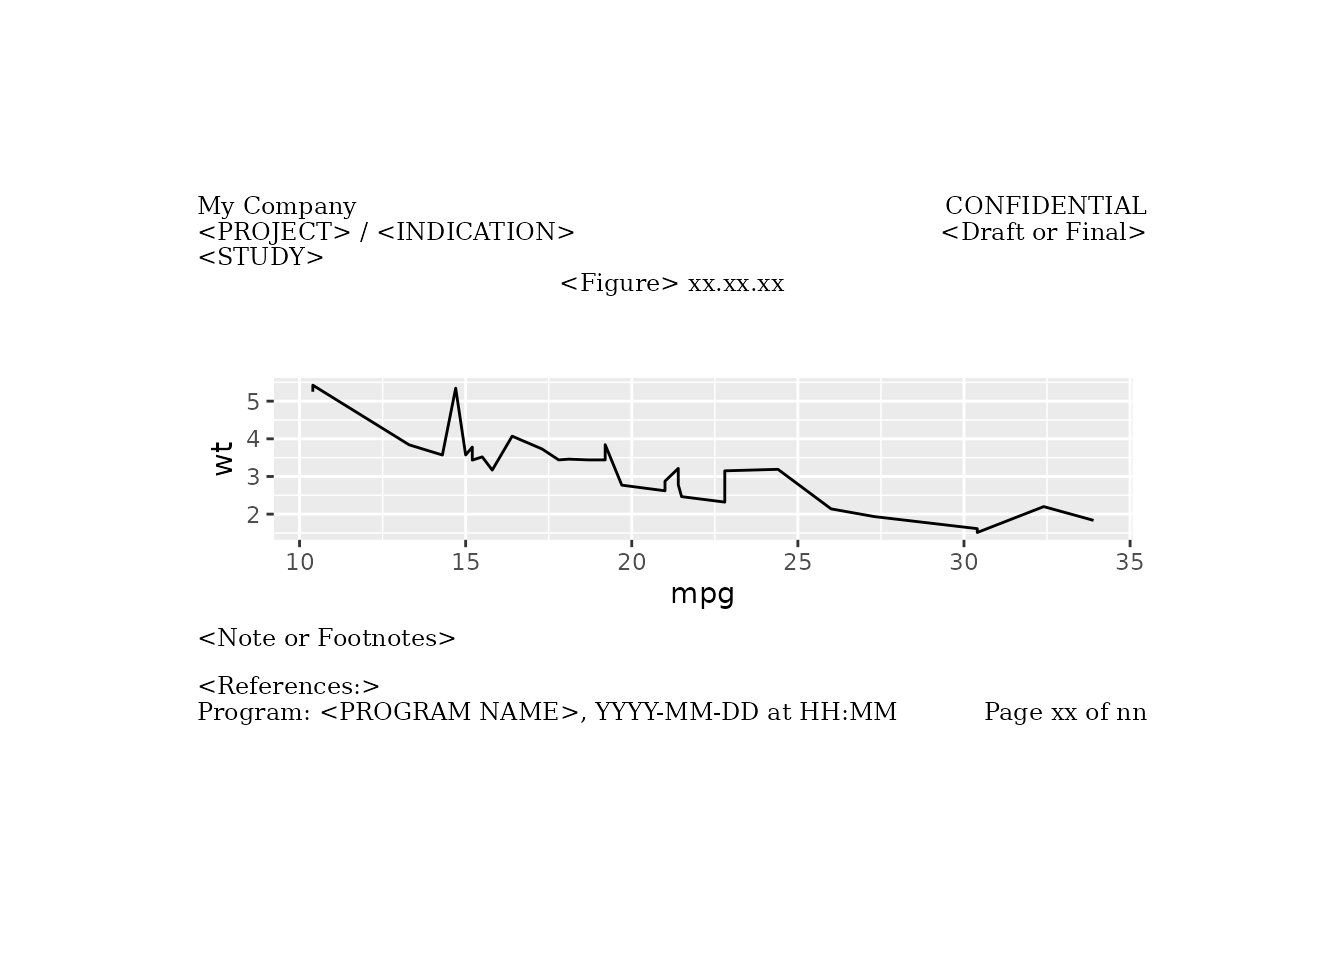 My Company CONFIDENTIAL
<PROJECT> / <INDICATION> <Draft or Final>
<STUDY>
<Figure> xx.xx.xx
5
4
3
2
wt
10 15 20 25 30 35
mpg
<Note or Footnotes>
<References:>
Program: <PROGRAM NAME>, YYYY-MM-DD at HH:MM Page xx of nn